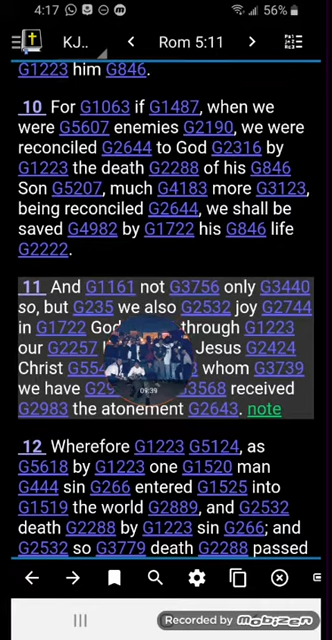 4:17 56%
KJ.. Rom 5:11
G1223 him G846.
10 For G1063 if G1487, when we
were G5607 enemies G2190, we were
reconciled G2644 to God G2316 by
G1223 the death G2288 of his G846
Son G5207, much G4183 more G3123,
being reconciled G2644, we shall be
saved G4982 by G1722 his G846 life
G2222.
11 And G1161 not G3756 only G3440
so, but G235 we also G2532 joy G2744
in G1722 God through G1223
our G2257 Jesus G2424
Christ whom G3739
we have G3568 received
G2983 the atonement G2643. note
09:39
12 Wherefore G1223 G5124, as
G5618 by G1223 one G1520 man
G444 sin G266 entered G1525 into
G1519 the world G2889, and G2532
death G2288 by G1223 sin G266; and
G2532 so G3779 death G2288 passed
Recorded by mobizen